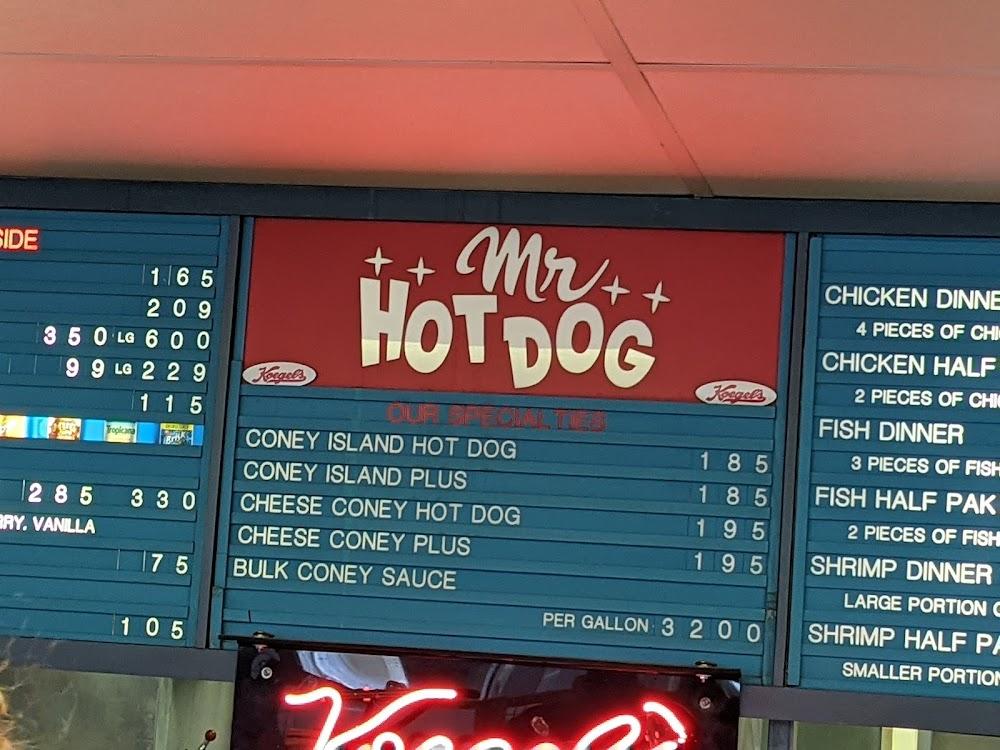 SIDE
1 65
2 0 9
3 5 0 LG 6 0 0
9 9 LG 2 2 9
1 1 5
Tropicana
2 8 5 3 3 0
RRY, VANILLA
7 5
1 0 5
Mr
HOT DOG
Koegel's
Koegel's
OUR SPECIALTIES
CONEY ISLAND HOT DOG 1 8 5
CONEY ISLAND PLUS 1 8 5
CHEESE CONEY HOT DOG 1 9 5
CHEESE CONEY PLUS 1 9 5
BULK CONEY SAUCE
PER GALLON 3 2 0 0
Koegel's
CHICKEN DINNE
4 PIECES OF CHI
CHICKEN HALF
2 PIECES OF CHI
FISH DINNER
3 PIECES OF FISH
FISH HALF PAK
2 PIECES OF FISH
SHRIMP DINNER
LARGE PORTION O
SHRIMP HALF PA
SMALLER PORTION